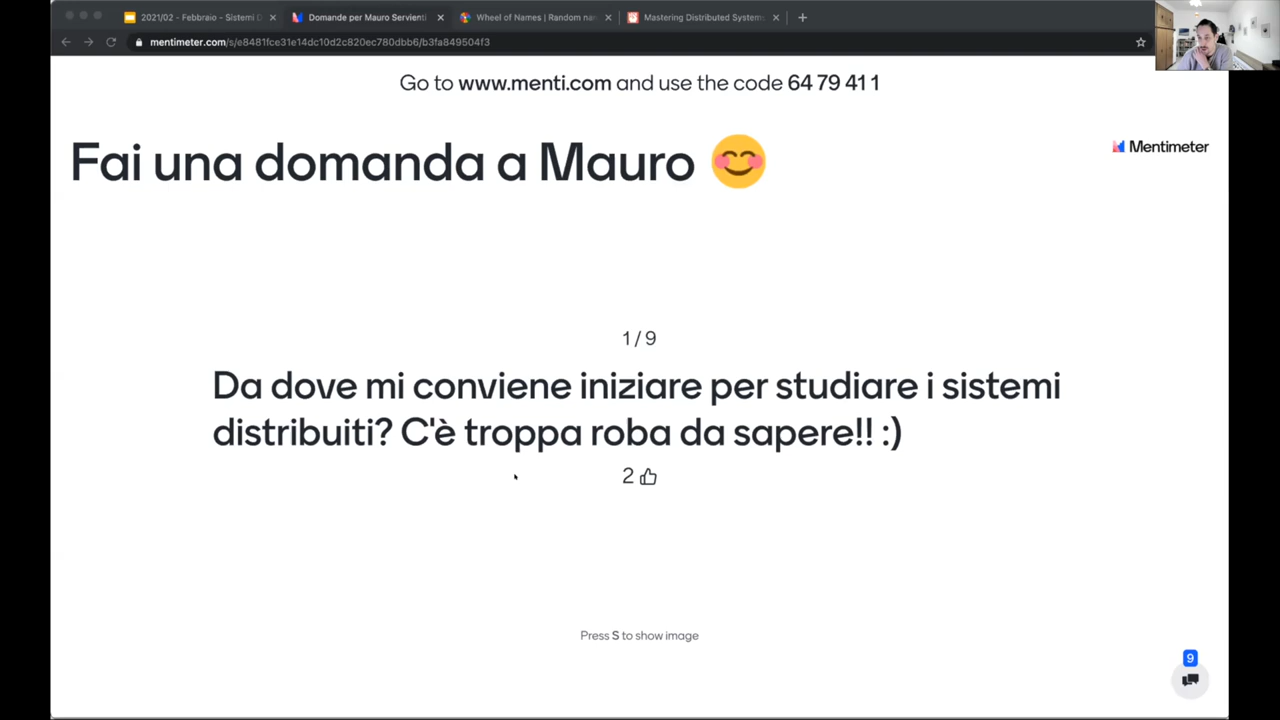 2021/02 - Febbraio - Sistemi D
Domande per Mauro Servienti
Wheel of Names | Random na
Mastering Distributed System
mentimeter.com/s/e8481fce31e14dc10d2c820ec780dbb6/b3fa849504f3
Go to www.menti.com and use the code 64 79 41 1
Fai una domanda a Mauro 😊
Mentimeter
1 / 9
Da dove mi conviene iniziare per studiare i sistemi
distribuiti? C'è troppa roba da sapere!! :)
2
Press S to show image
9